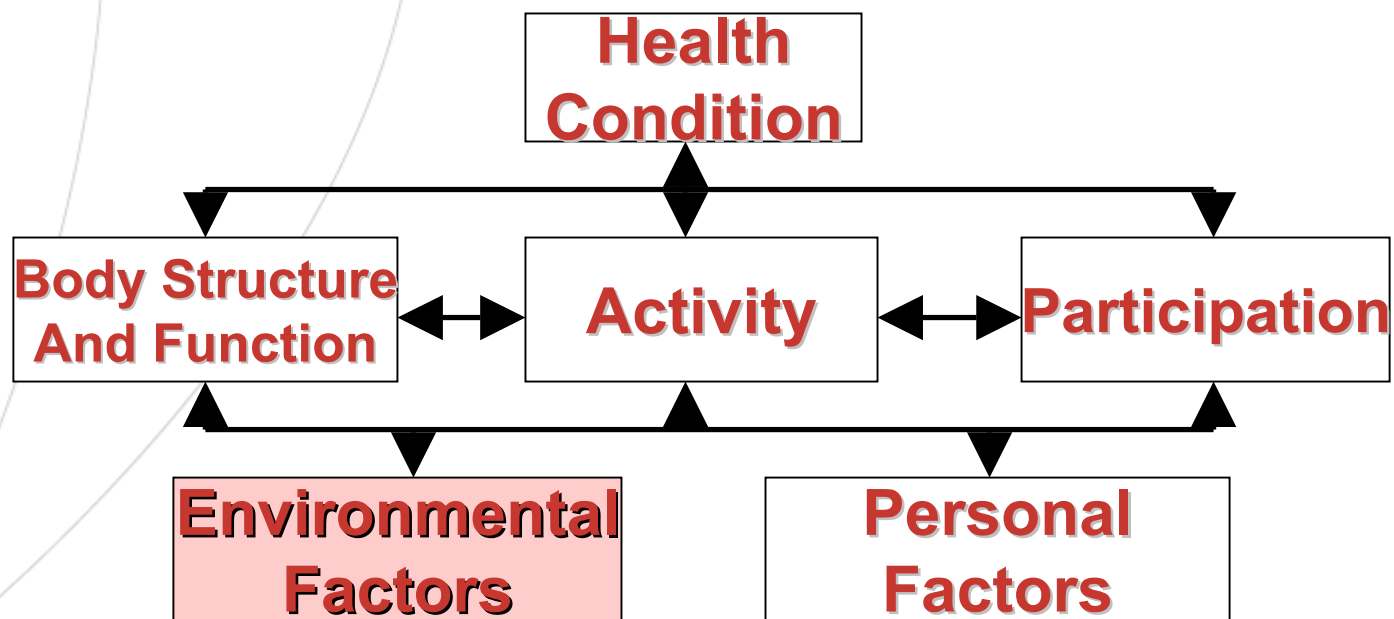 Health
Condition
Body Structure
And Function
Activity
Participation
Environmental
Factors
Personal
Factors